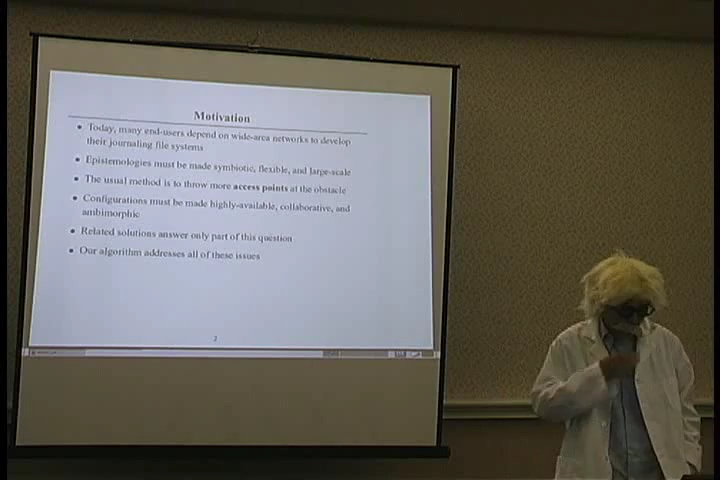 Motivation
• Today, many end-users depend on wide-area networks to develop
their journaling file systems
• Epistemologies must be made symbiotic, flexible, and large-scale
• The usual method is to throw more access points at the obstacle
• Configurations must be made highly-available, collaborative, and
ambimorphic
• Related solutions answer only part of this question
• Our algorithm addresses all of these issues
2